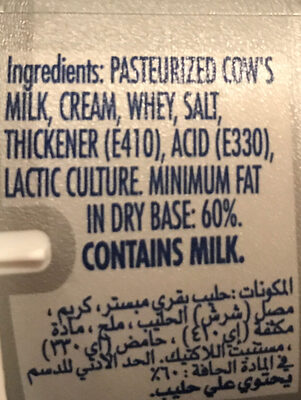 Ingredients: PASTEURIZED COW'S
MILK, CREAM, WHEY, SALT,
THICKENER (E410), ACID (E330),
LACTIC CULTURE. MINIMUM FAT
IN DRY BASE: 60%.
CONTAINS MILK.
المكونات: حليب بقري مبستر، كريم،
مصل (شرش) الحليب، ملح، مادة
مكثفة (إي ٤١٠)، حامض (إي ٣٣٠)
، مستنبت اللاكتيك. الحد الأدنى للدسم
في المادة الجافة: ٦٠٪
يحتوي على حليب.